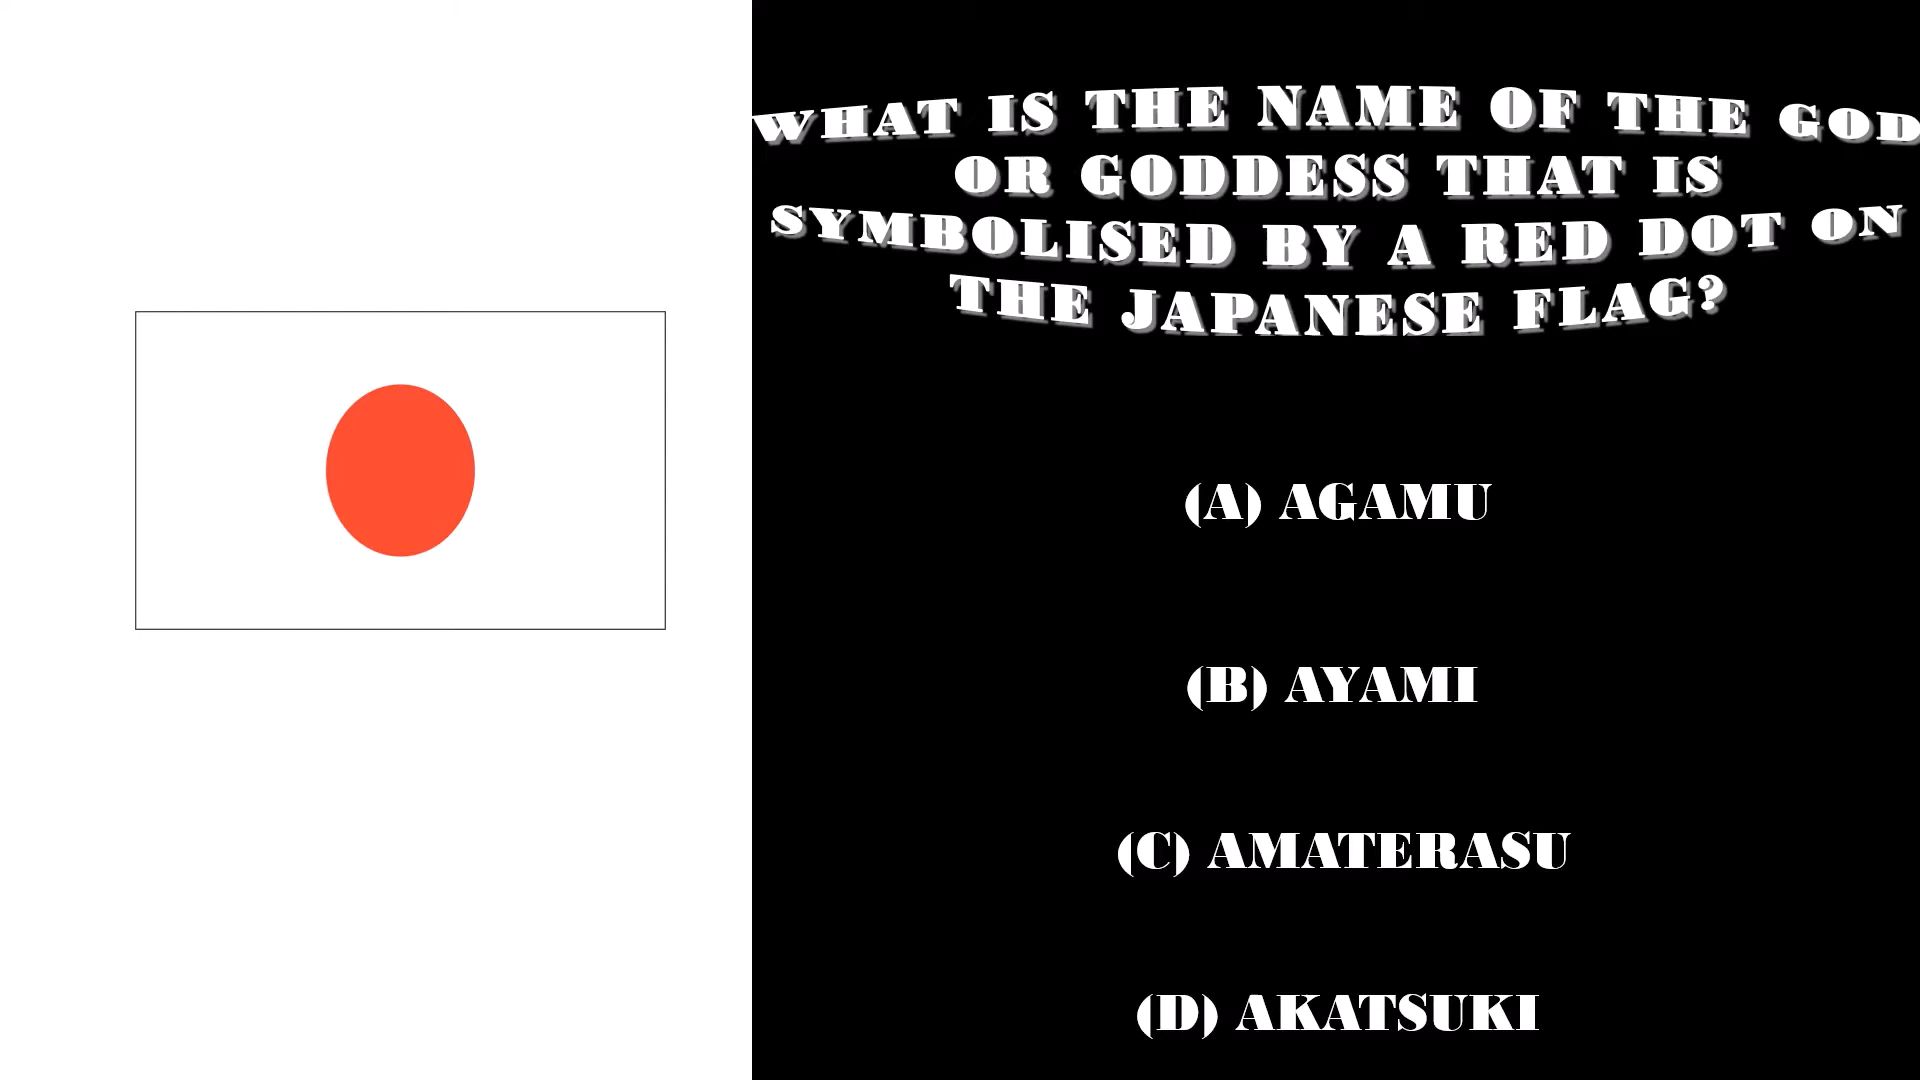 WHAT IS THE NAME OF THE GOD
OR GODDESS THAT IS
SYMBOLISED BY A RED DOT ON
THE JAPANESE FLAG?
(A) AGAMU
(B) AYAMI
(C) AMATERASU
(D) AKATSUKI